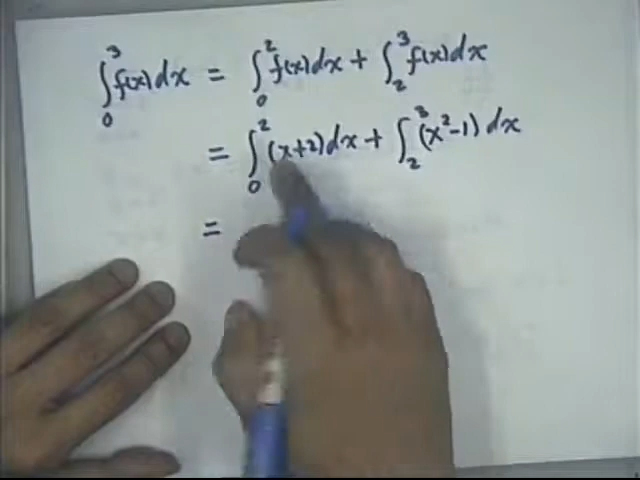 ∫₀³ f(x) dx = ∫₀² f(x) dx + ∫₂³ f(x) dx
= ∫₀² (x+2) dx + ∫₂³ (x²-1) dx
=